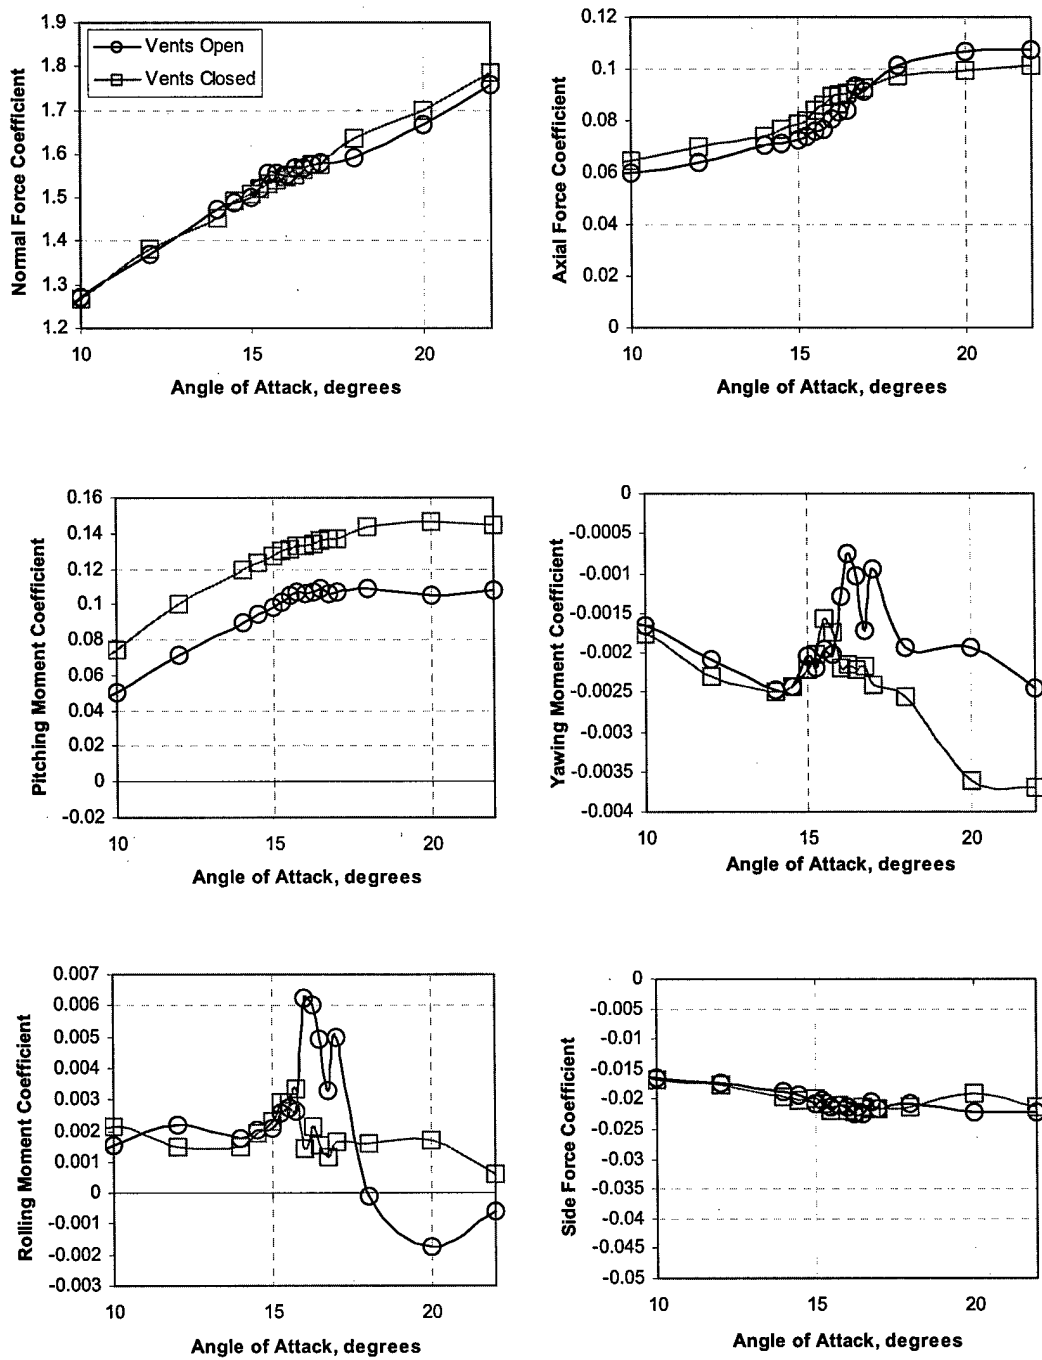 1.9
1.8
1.7
1.6
1.5
1.4
1.3
1.2
Normal Force Coefficient
Vents Open
Vents Closed
10 15 20
Angle of Attack, degrees
0.12
0.1
0.08
0.06
0.04
0.02
0
Axial Force Coefficient
10 15 20
Angle of Attack, degrees
0.16
0.14
0.12
0.1
0.08
0.06
0.04
0.02
0
-0.02
Pitching Moment Coefficient
10 15 20
Angle of Attack, degrees
0
-0.0005
-0.001
-0.0015
-0.002
-0.0025
-0.003
-0.0035
-0.004
Yawing Moment Coefficient
10 15 20
Angle of Attack, degrees
0.007
0.006
0.005
0.004
0.003
0.002
0.001
0
-0.001
-0.002
-0.003
Rolling Moment Coefficient
10 15 20
Angle of Attack, degrees
0
-0.005
-0.01
-0.015
-0.02
-0.025
-0.03
-0.035
-0.04
-0.045
-0.05
Side Force Coefficient
10 15 20
Angle of Attack, degrees